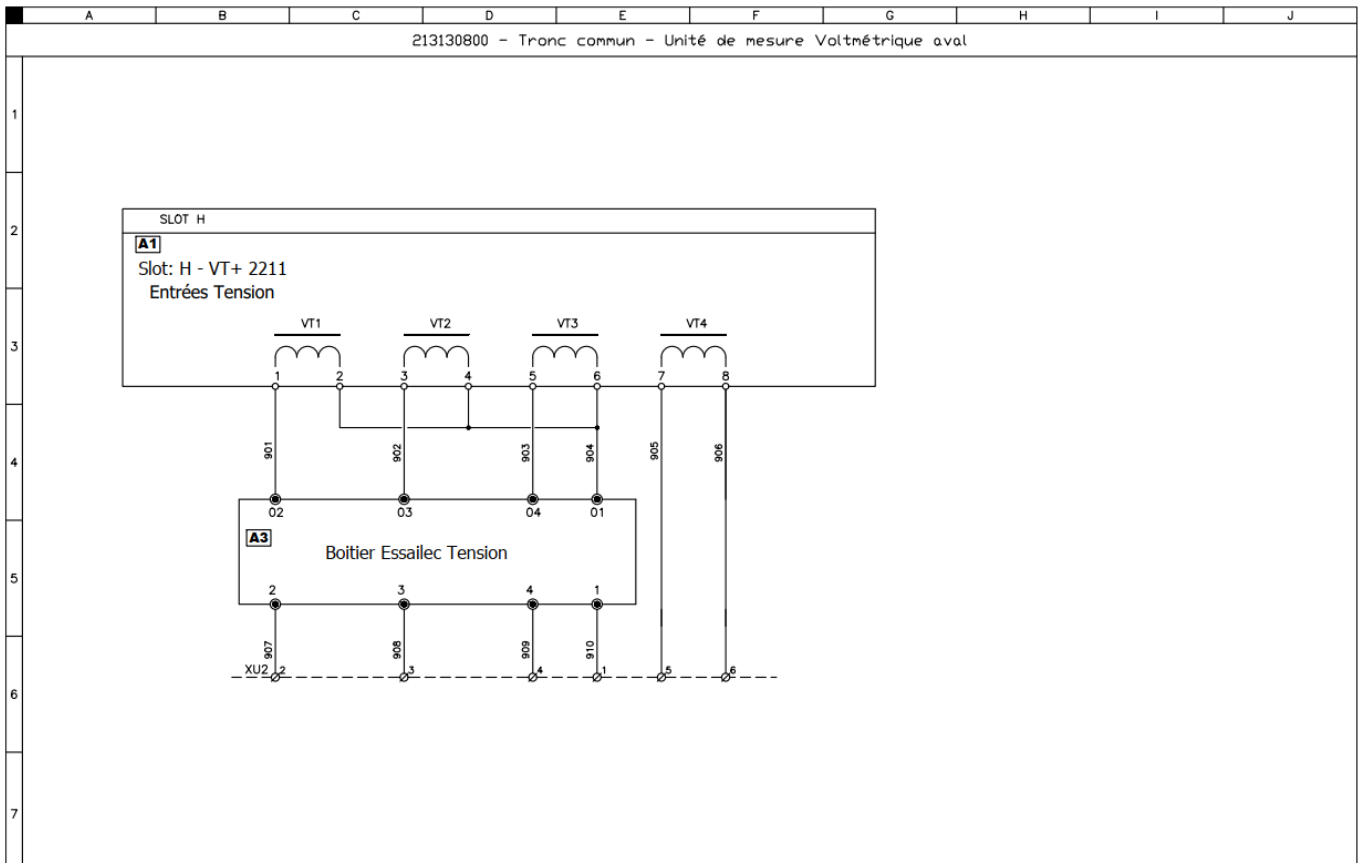 A B C D E F G H I J
213130800 - Tronc commun - Unité de mesure Voltmétrique aval
1
2
SLOT H
A1
Slot: H - VT+ 2211
Entrées Tension
3
VT1 VT2 VT3 VT4
1 2 3 4 5 6 7 8
4
901 902 903 904 905 906
02 03 04 01
A3
Boitier Essailec Tension
5
2 3 4 1
907 908 909 910
XU2 2 3 4 1 5 6
6
7